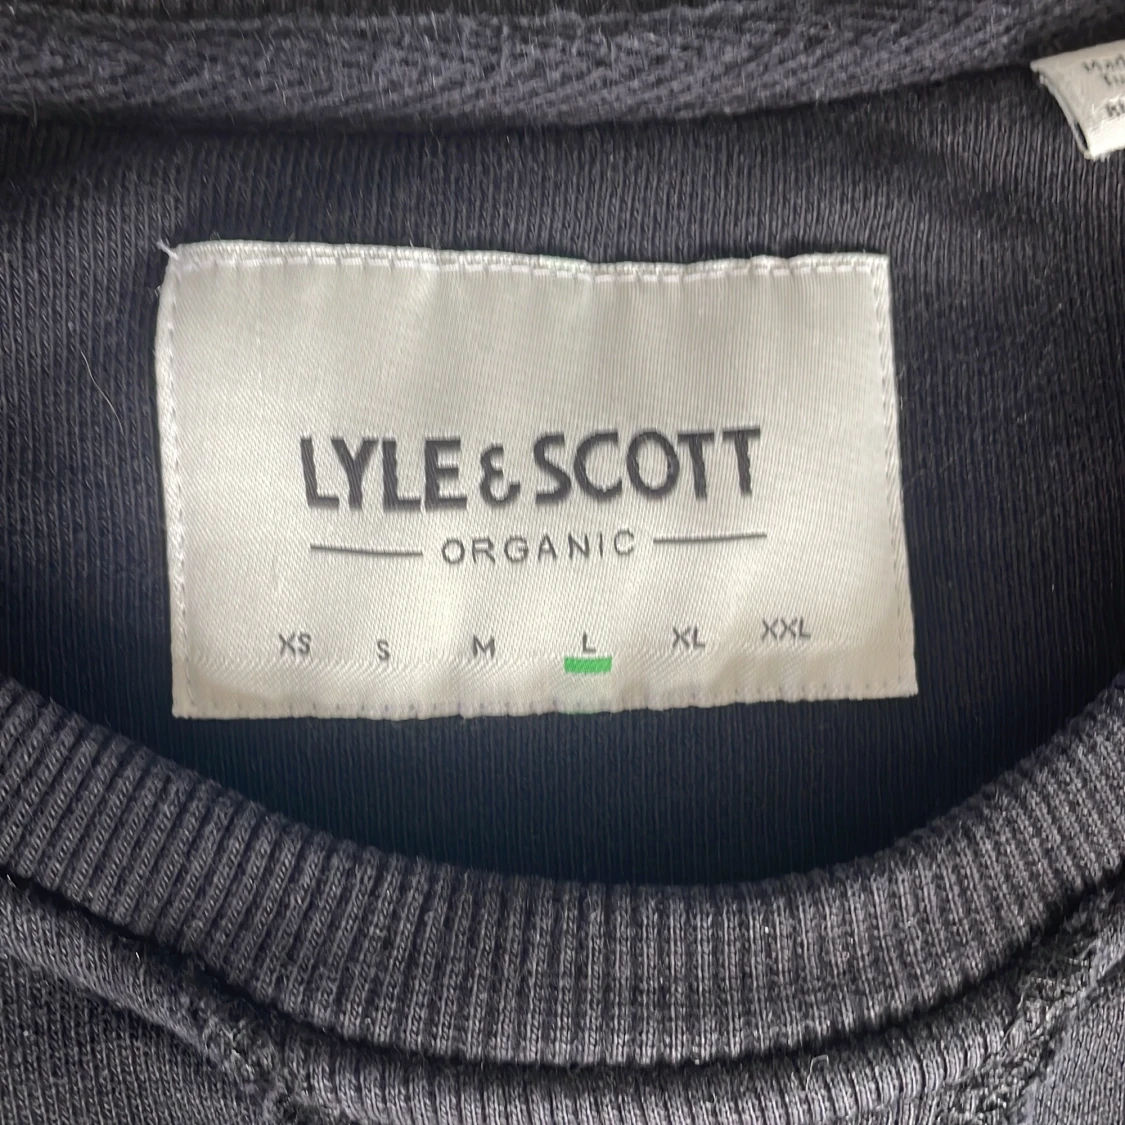 LYLE & SCOTT
ORGANIC
XS S M L XL XXL